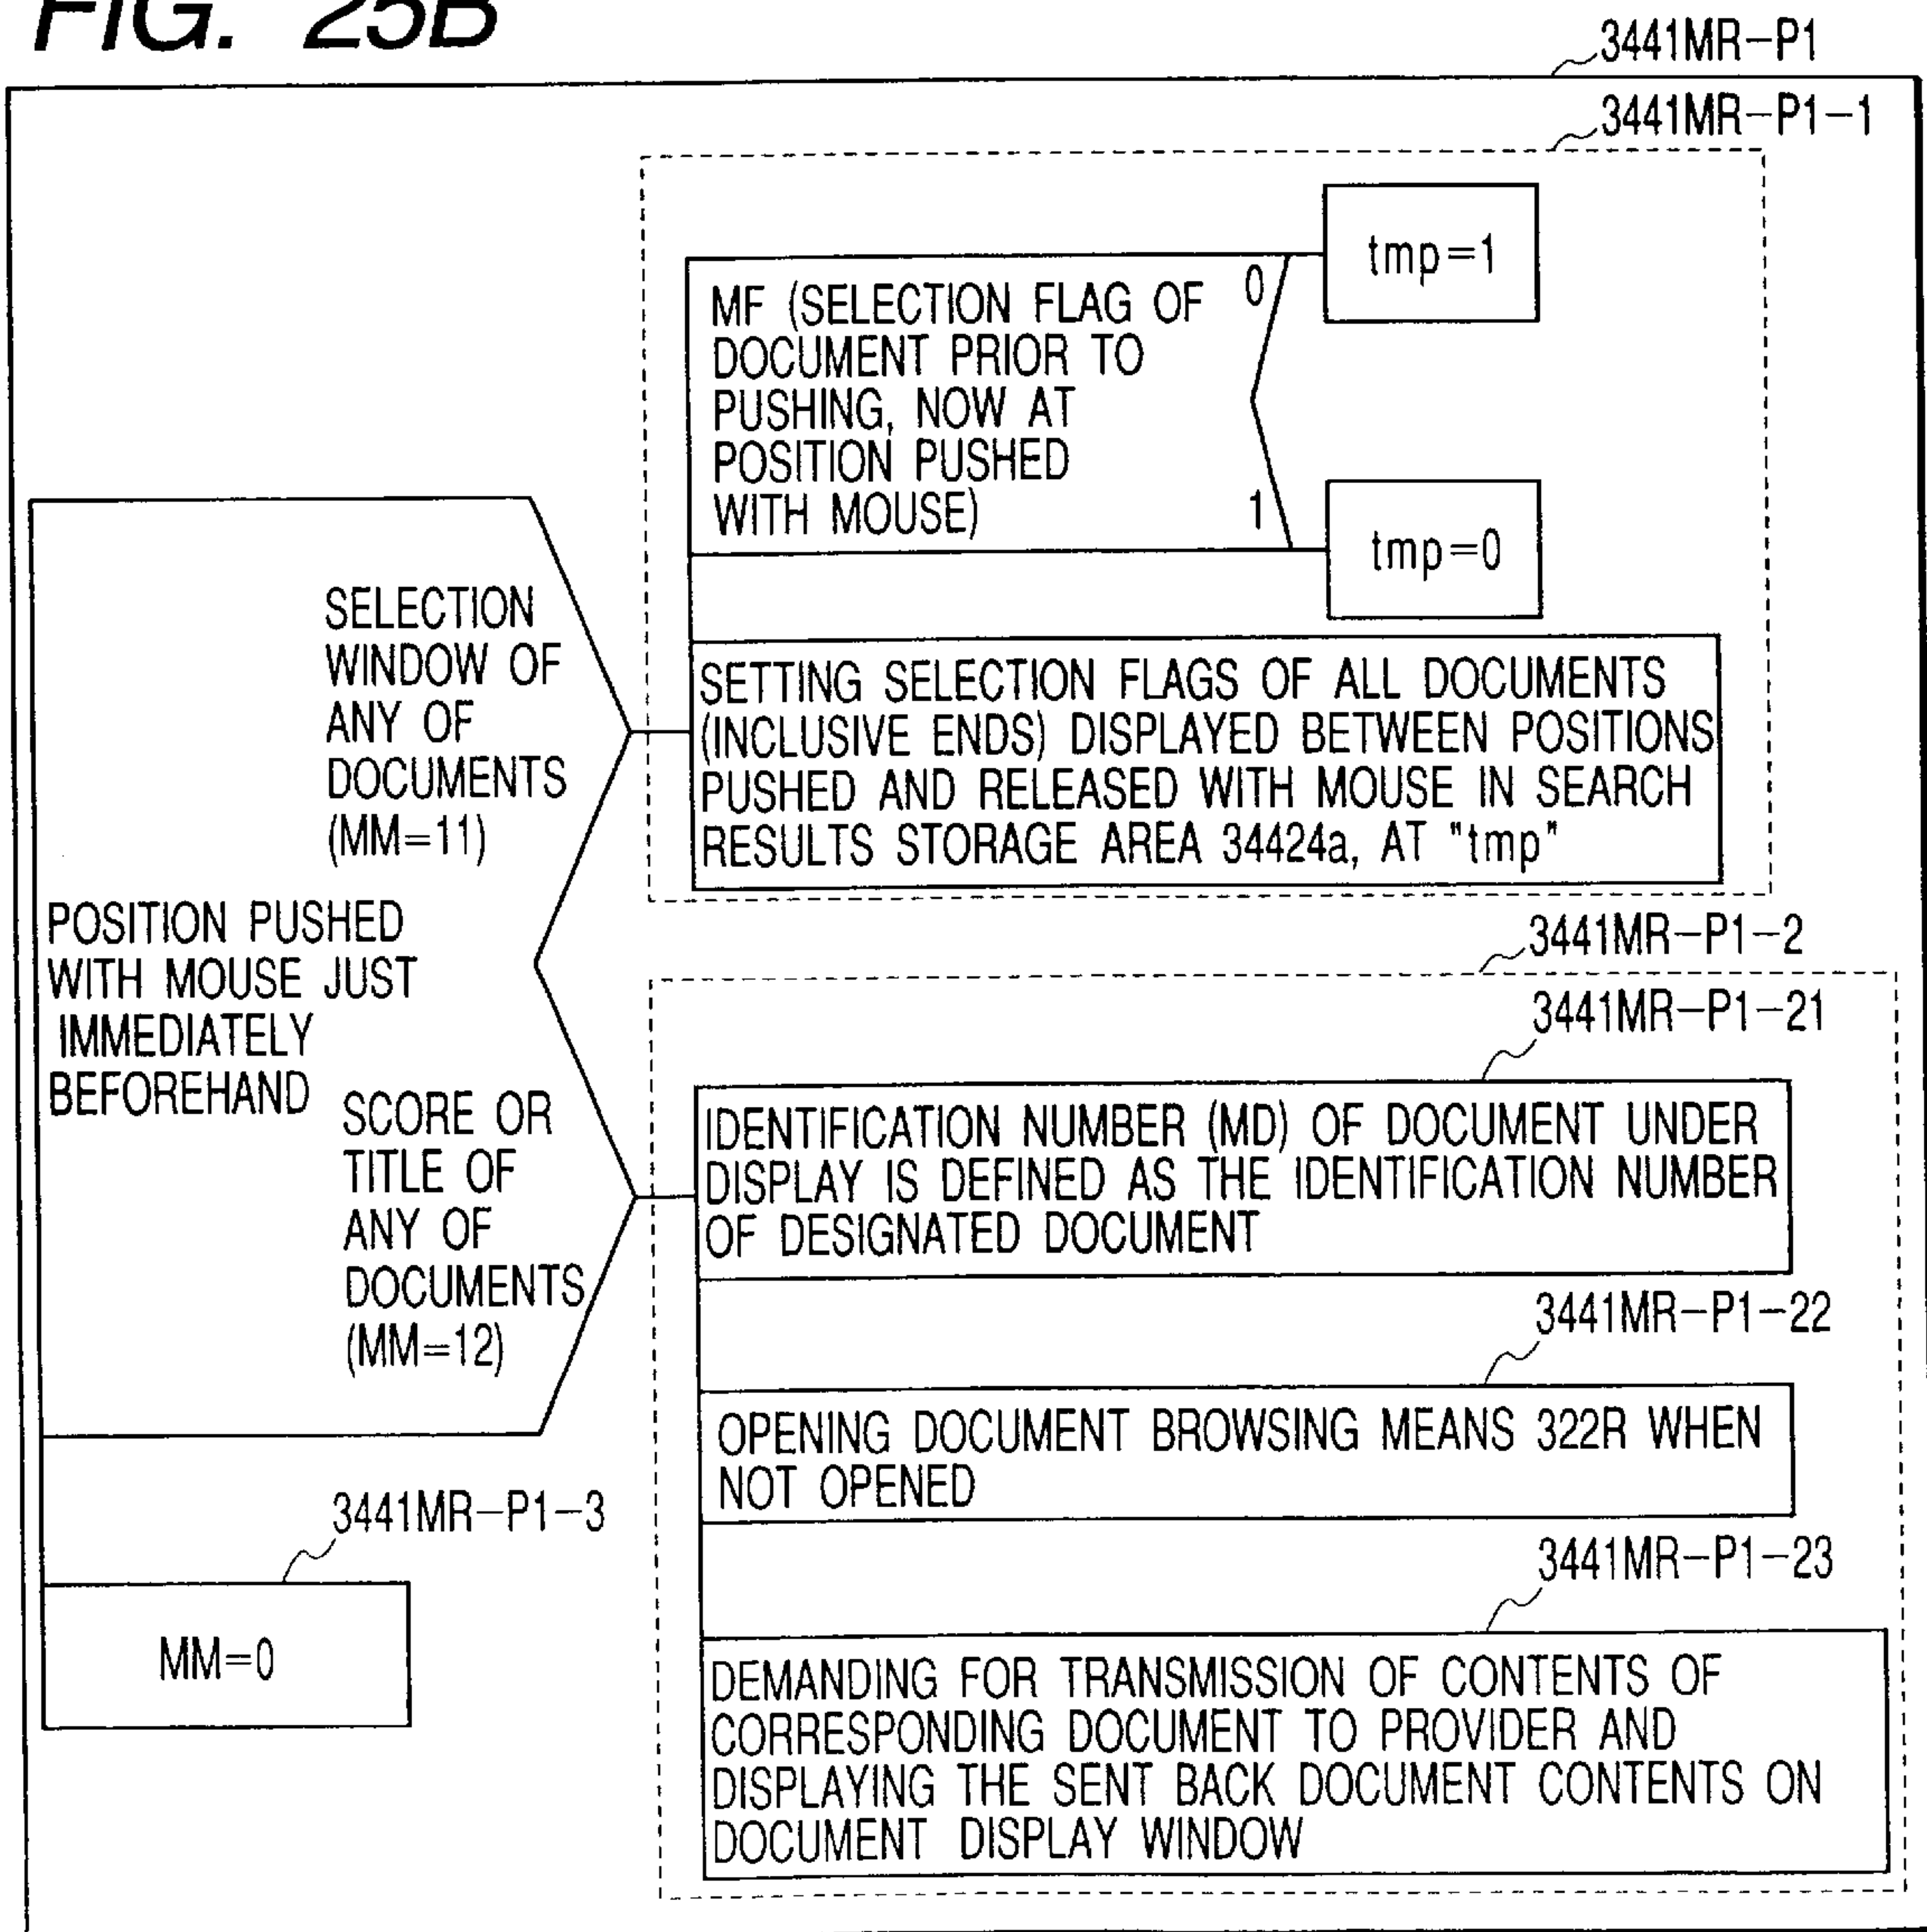 FIG. 25B
3441MR-P1
3441MR-P1-1
MF (SELECTION FLAG OF
DOCUMENT PRIOR TO
PUSHING, NOW AT
POSITION PUSHED
WITH MOUSE)
0
tmp=1
1
tmp=0
SELECTION
WINDOW OF
ANY OF
DOCUMENTS
(MM=11)
SETTING SELECTION FLAGS OF ALL DOCUMENTS
(INCLUSIVE ENDS) DISPLAYED BETWEEN POSITIONS
PUSHED AND RELEASED WITH MOUSE IN SEARCH
RESULTS STORAGE AREA 34424a, AT "tmp"
POSITION PUSHED
WITH MOUSE JUST
IMMEDIATELY
BEFOREHAND
3441MR-P1-2
3441MR-P1-21
SCORE OR
TITLE OF
ANY OF
DOCUMENTS
(MM=12)
IDENTIFICATION NUMBER (MD) OF DOCUMENT UNDER
DISPLAY IS DEFINED AS THE IDENTIFICATION NUMBER
OF DESIGNATED DOCUMENT
3441MR-P1-22
OPENING DOCUMENT BROWSING MEANS 322R WHEN
NOT OPENED
3441MR-P1-3
MM=0
3441MR-P1-23
DEMANDING FOR TRANSMISSION OF CONTENTS OF
CORRESPONDING DOCUMENT TO PROVIDER AND
DISPLAYING THE SENT BACK DOCUMENT CONTENTS ON
DOCUMENT DISPLAY WINDOW